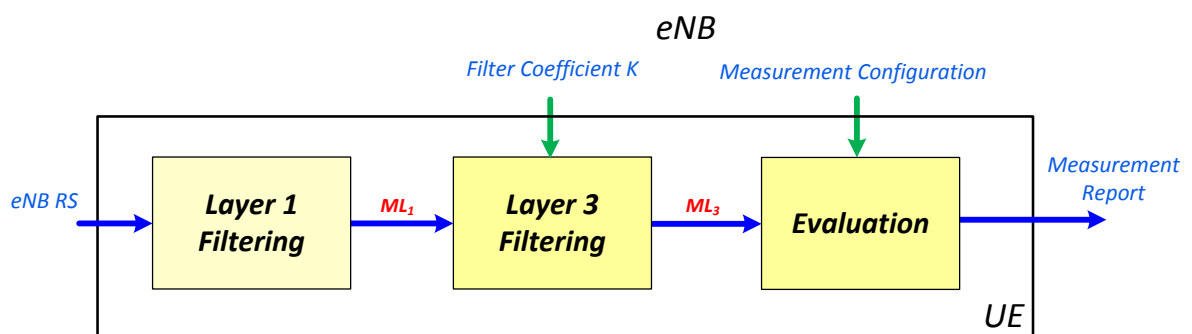 eNB
Filter Coefficient K
Measurement Configuration
eNB RS
Layer 1
Filtering
ML₁
Layer 3
Filtering
ML₃
Evaluation
Measurement
Report
UE